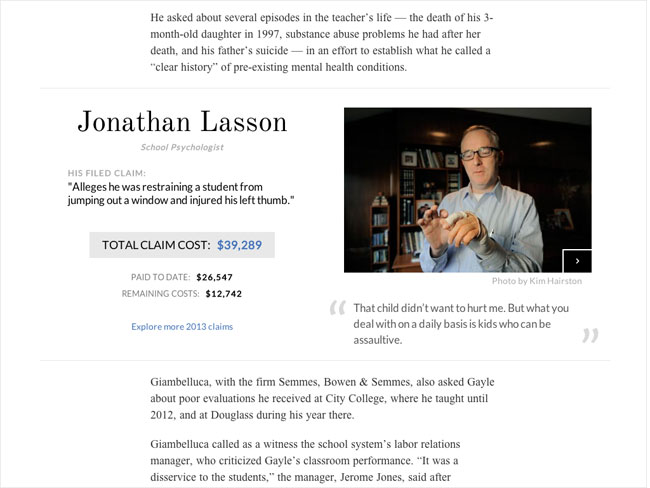 He asked about several episodes in the teacher’s life — the death of his 3-
month-old daughter in 1997, substance abuse problems he had after her
death, and his father’s suicide — in an effort to establish what he called a
“clear history” of pre-existing mental health conditions.
Jonathan Lasson
School Psychologist
HIS FILED CLAIM:
"Alleges he was restraining a student from
jumping out a window and injured his left thumb."
TOTAL CLAIM COST: $39,289
PAID TO DATE: $26,547
REMAINING COSTS: $12,742
Explore more 2013 claims
Photo by Kim Hairston
“ That child didn’t want to hurt me. But what you
deal with on a daily basis is kids who can be
assaultive. ”
Giambelluca, with the firm Semmes, Bowen & Semmes, also asked Gayle
about poor evaluations he received at City College, where he taught until
2012, and at Douglass during his year there.
Giambelluca called as a witness the school system’s labor relations
manager, who criticized Gayle’s classroom performance. “It was a
disservice to the students,” the manager, Jerome Jones, said after